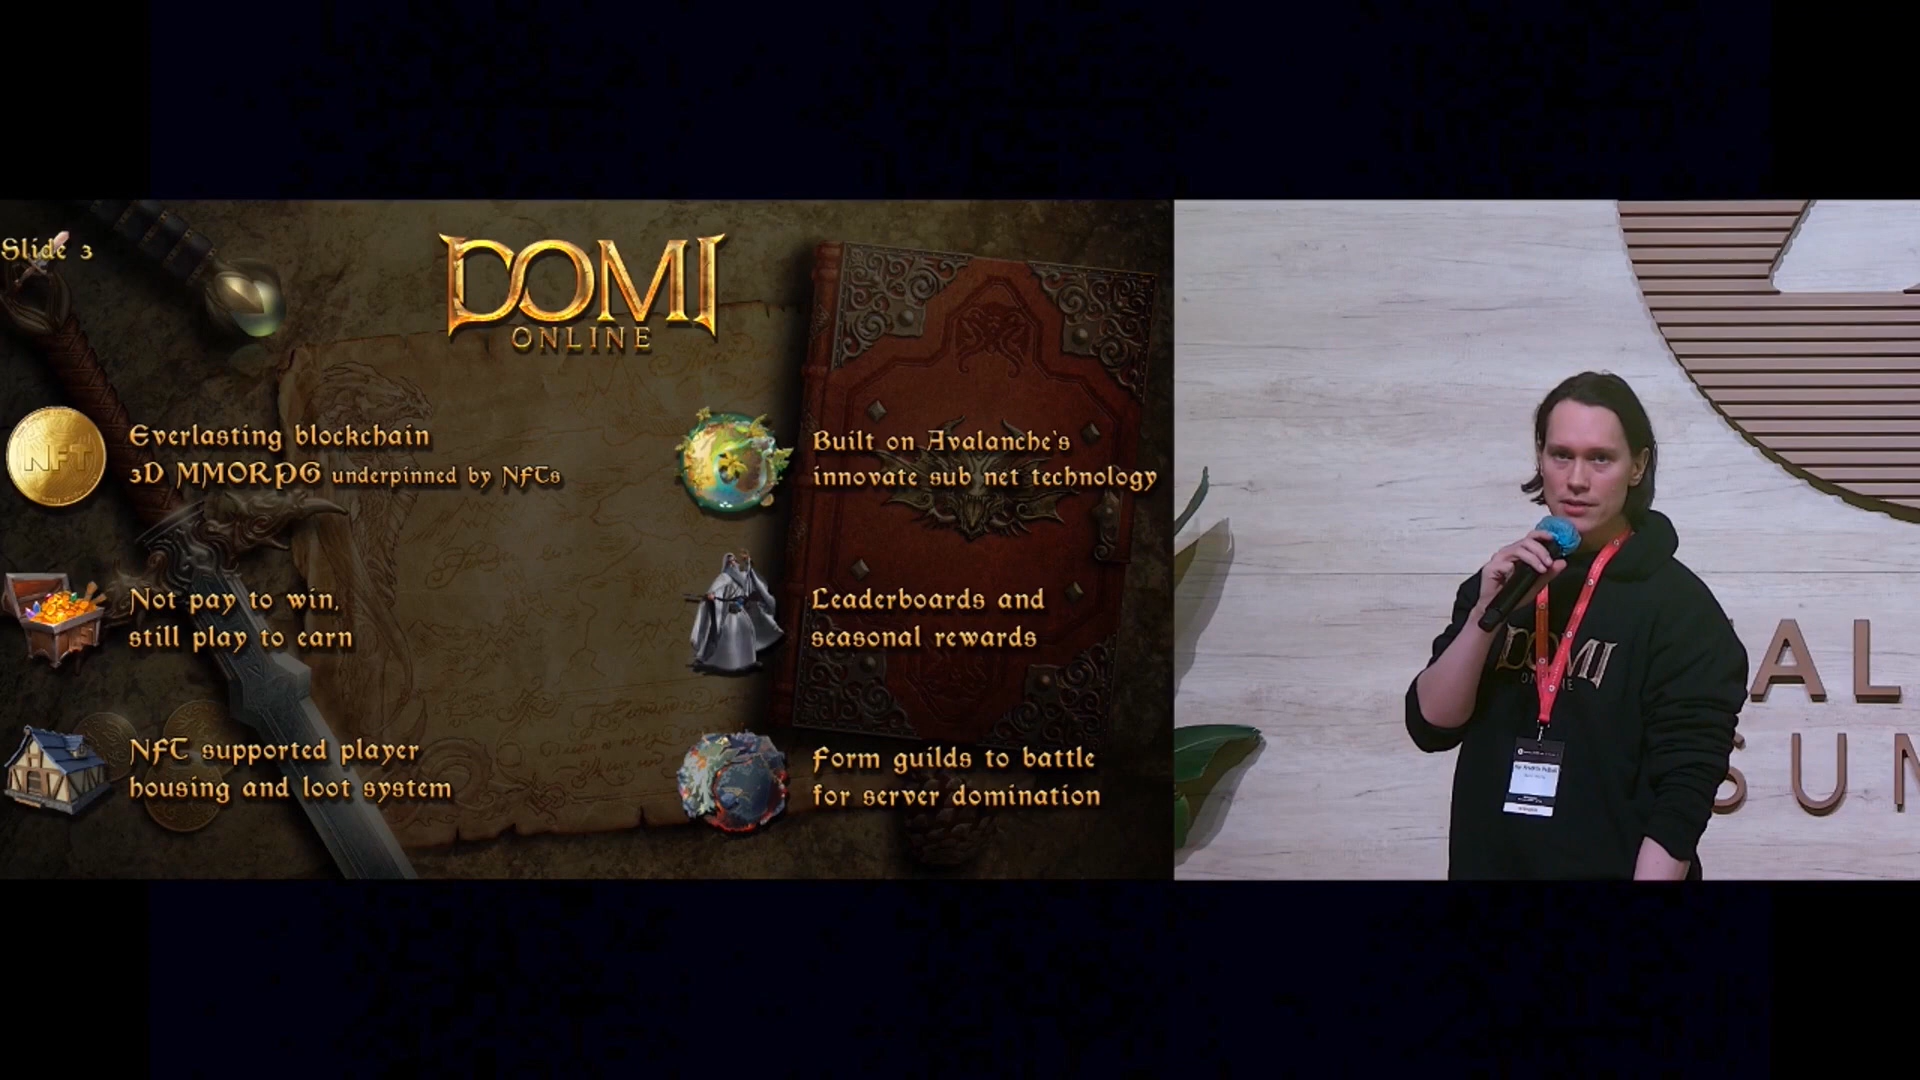 Slide 3
DOMI
ONLINE
NFT
Everlasting blockchain
3D MMORPG underpinned by NFTs
Not pay to win,
still play to earn
NFT supported player
housing and loot system
Built on Avalanche's
innovate sub net technology
Leaderboards and
seasonal rewards
Form guilds to battle
for server domination
DOMI
ONLINE
AL
SUM